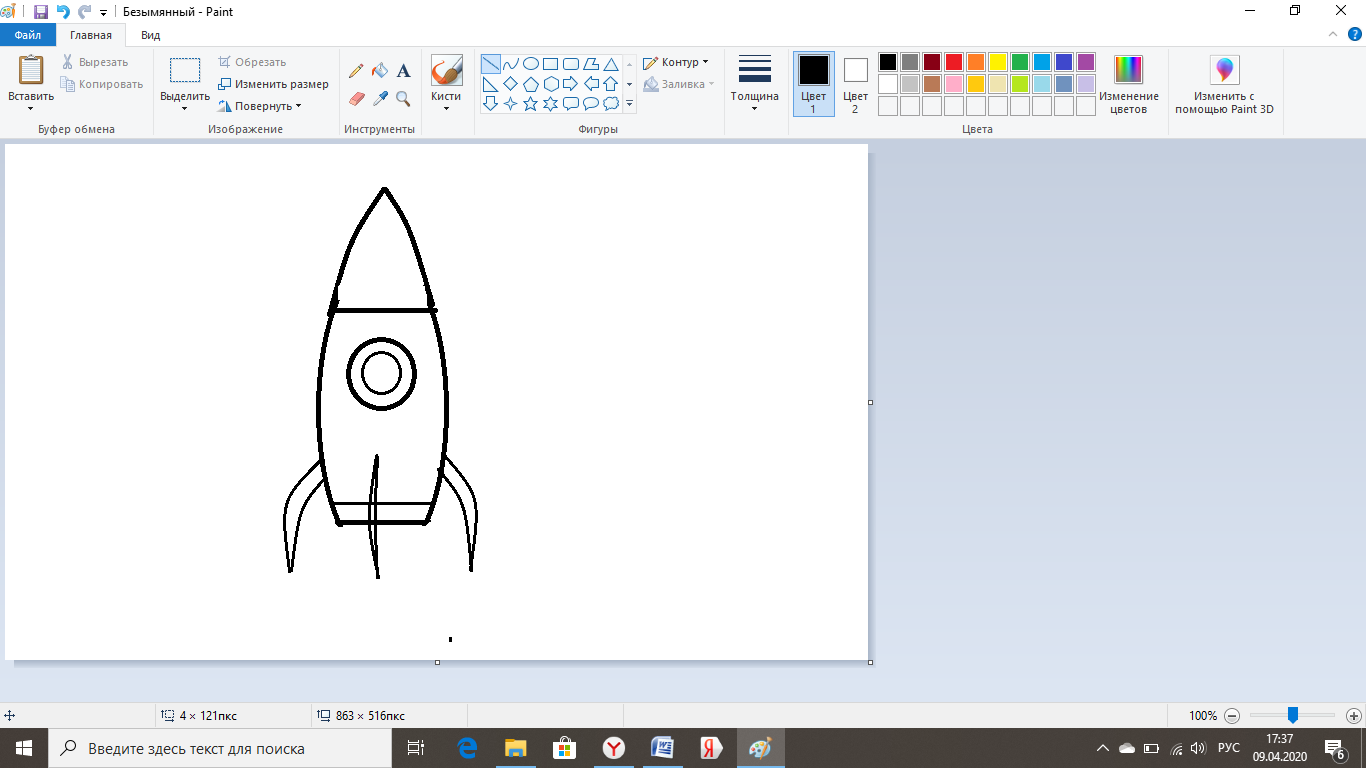 Безымянный - Paint
Файл
Главная
Вид
Вставить
Вырезать
Копировать
Буфер обмена
Выделить
Обрезать
Изменить размер
Повернуть
Изображение
A
Инструменты
Кисти
Фигуры
Контур
Заливка
Толщина
Цвет
1
Цвет
2
Цвета
Изменение
цветов
Изменить с
помощью Paint 3D
4 × 121пкс
863 × 516пкс
100%
Введите здесь текст для поиска
РУС
17:37
09.04.2020
6